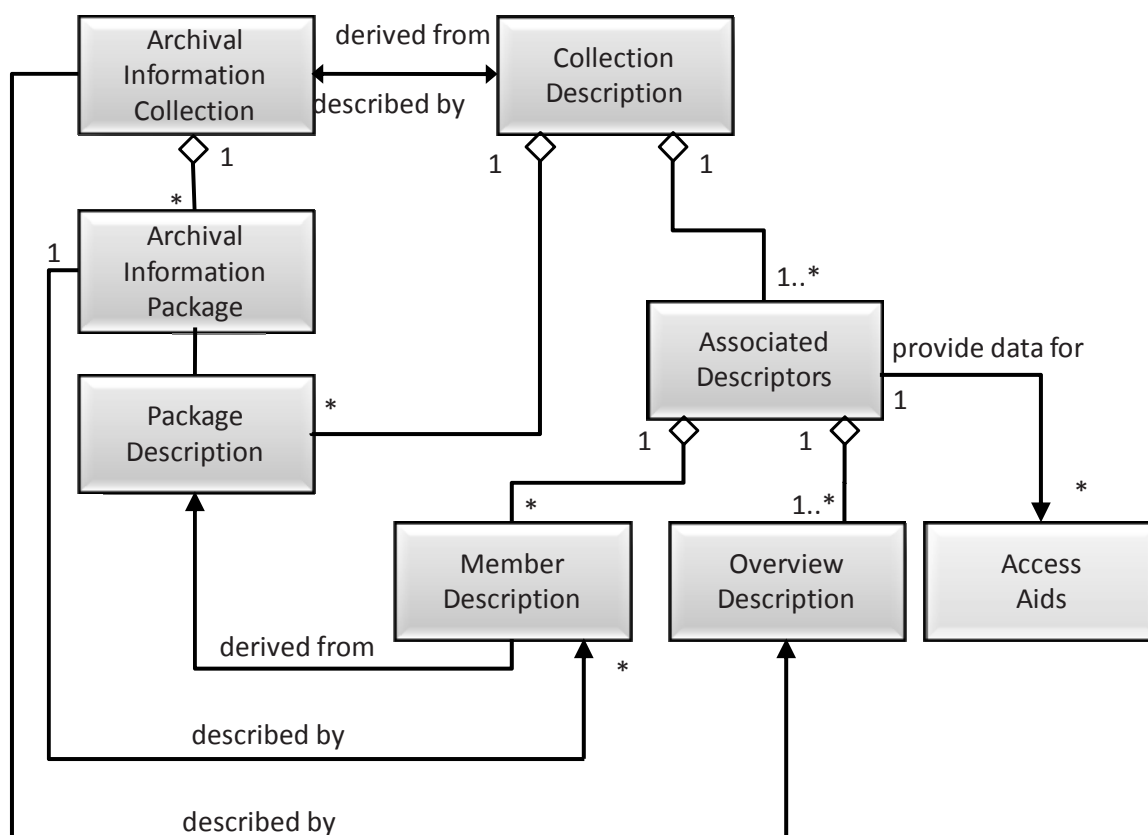 Archival
Information
Collection
derived from
described by
Collection
Description
1
*
1
1
Archival
Information
Package
1
1..*
Package
Description
*
Associated
Descriptors
provide data for
1
*
1
1
*
1..*
Member
Description
Overview
Description
Access
Aids
derived from
*
described by
described by